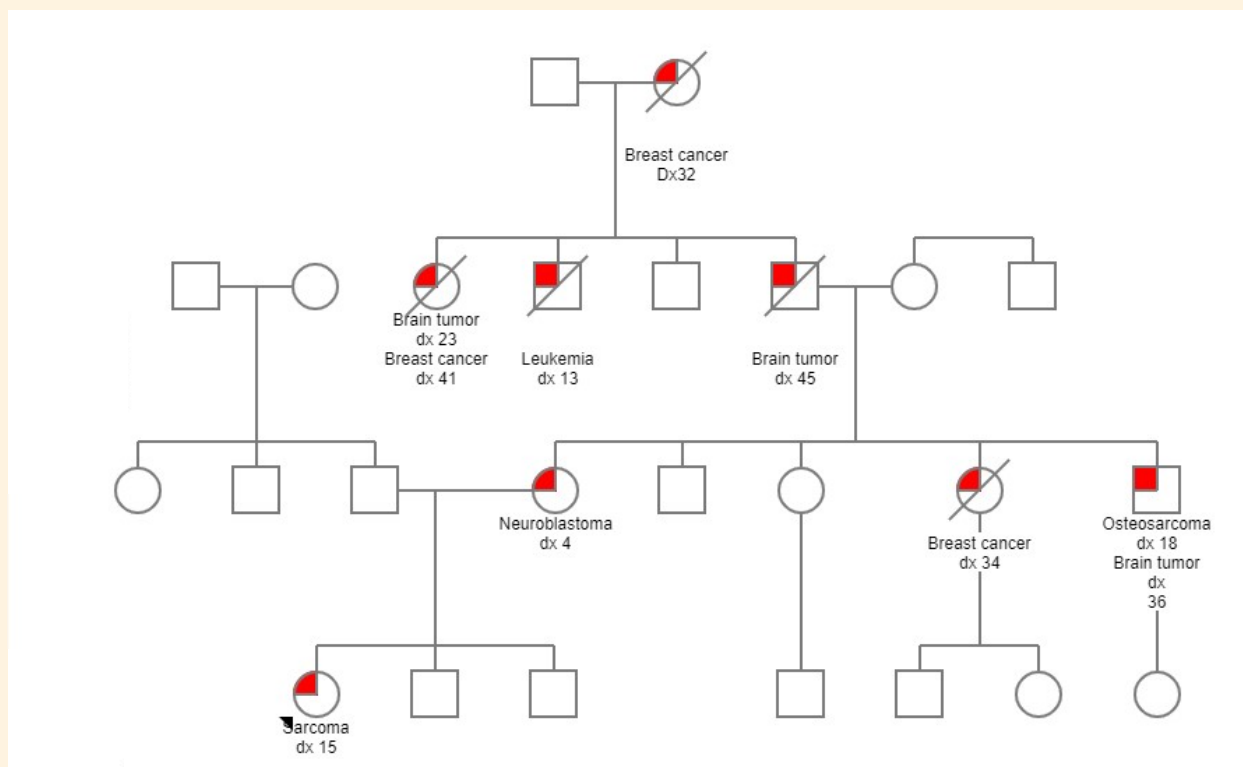 Breast cancer
Dx32
Brain tumor
dx 23
Breast cancer
dx 41
Leukemia
dx 13
Brain tumor
dx 45
Neuroblastoma
dx 4
Breast cancer
dx 34
Osteosarcoma
dx 18
Brain tumor
dx
36
Sarcoma
dx 15